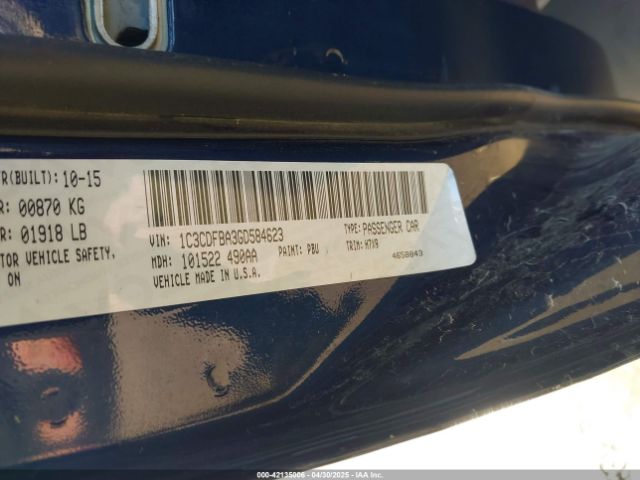 R(BUILT): 10-15
R: 00870 KG
R: 01918 LB
TOR VEHICLE SAFETY,
ON
VIN: 1C3CDFBA3GD584623
TYPE: PASSENGER CAR
MDH: 101522 490AA
PAINT: PBU
TRIM: H7X9
VEHICLE MADE IN U.S.A.
4658843
000-42135006 - 04/30/2025 - IAA Inc.